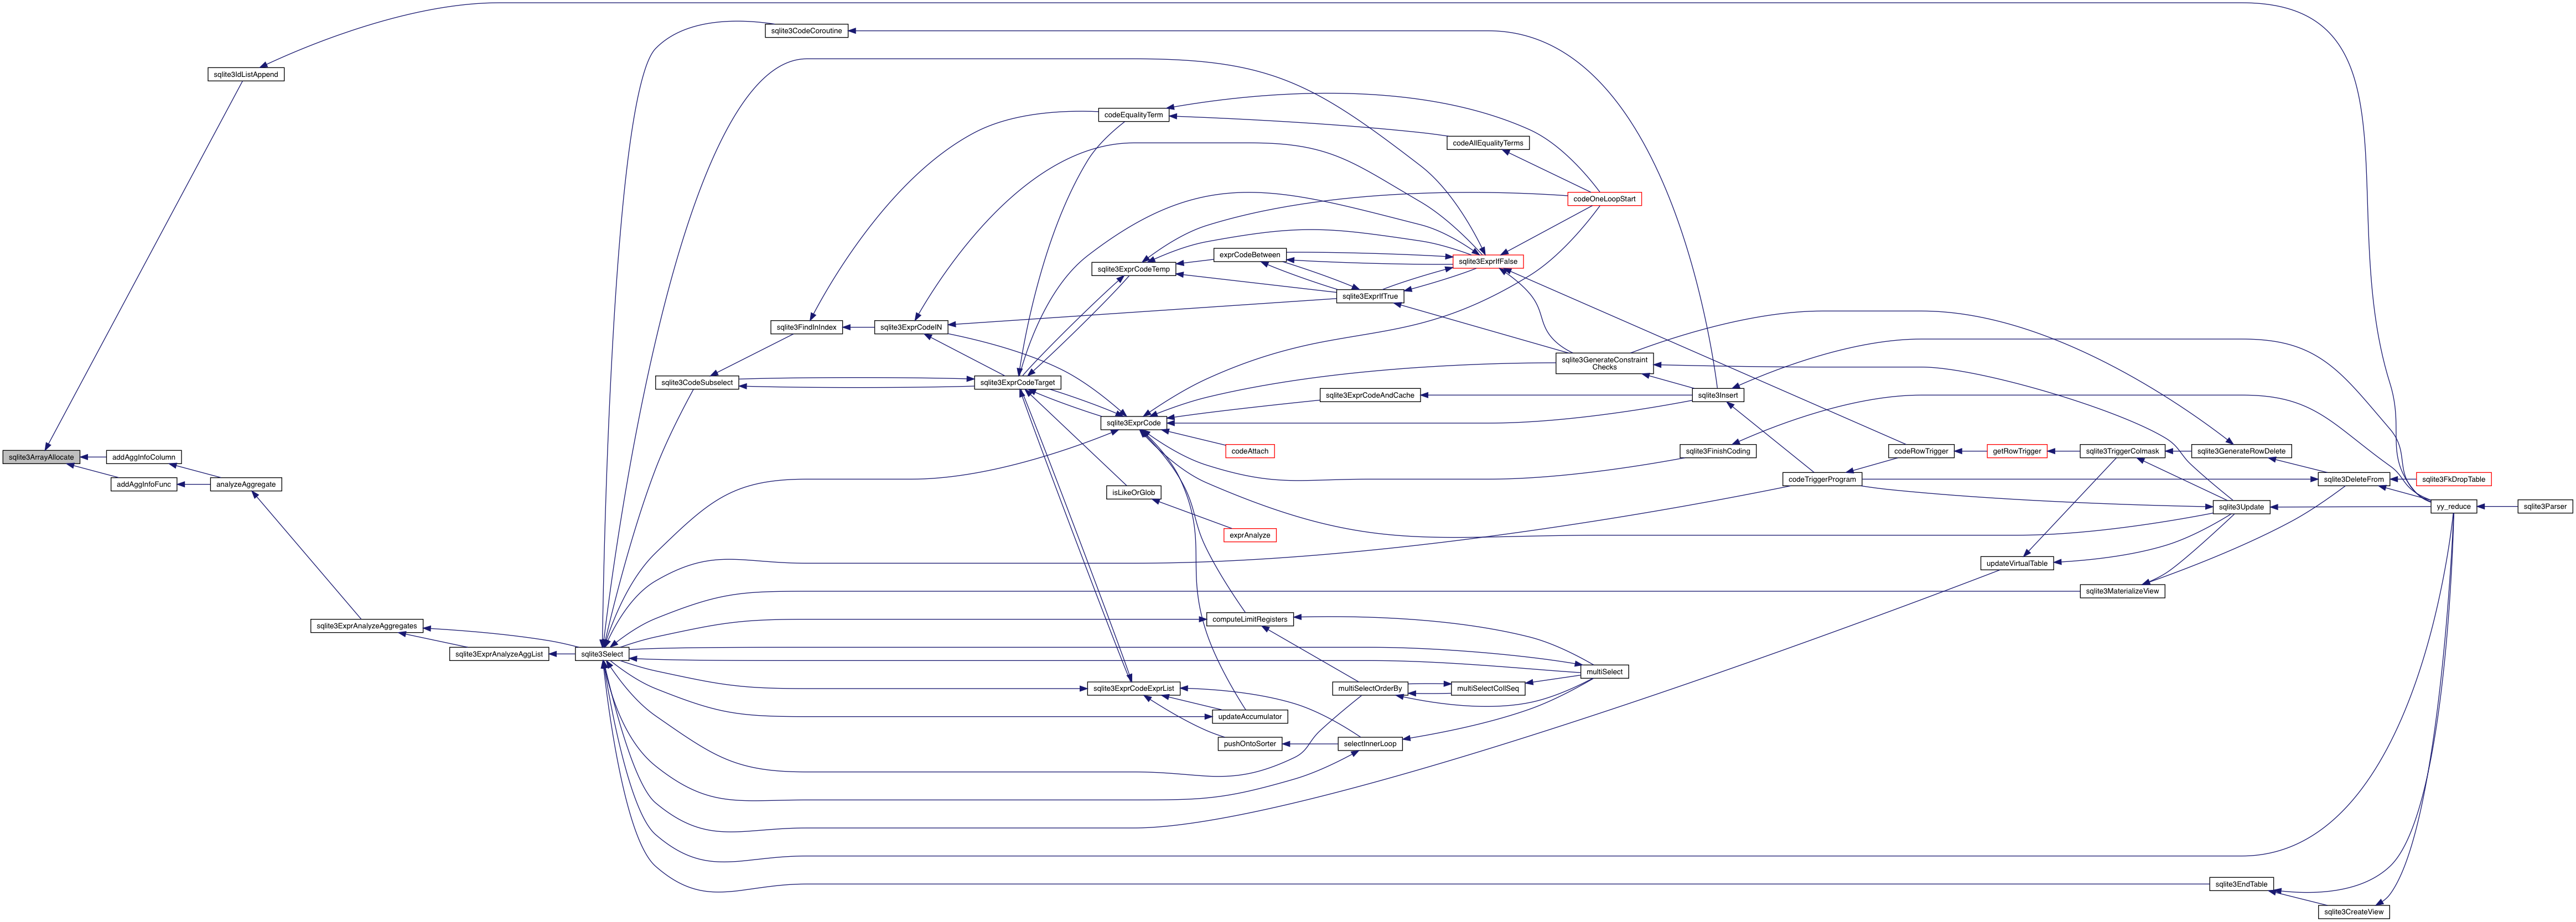 sqlite3CodeCoroutine
sqlite3IdListAppend
codeEqualityTerm
codeAllEqualityTerms
codeOneLoopStart
exprCodeBetween
sqlite3ExprIfFalse
sqlite3ExprCodeTemp
sqlite3ExprIfTrue
sqlite3FindInIndex
sqlite3ExprCodeIN
sqlite3GenerateConstraint
Checks
sqlite3CodeSubselect
sqlite3ExprCodeTarget
sqlite3ExprCodeAndCache
sqlite3Insert
sqlite3ExprCode
codeAttach
sqlite3FinishCoding
codeRowTrigger
getRowTrigger
sqlite3TriggerColmask
sqlite3GenerateRowDelete
sqlite3ArrayAllocate
addAggInfoColumn
addAggInfoFunc
analyzeAggregate
codeTriggerProgram
sqlite3DeleteFrom
sqlite3FkDropTable
isLikeOrGlob
sqlite3Update
yy_reduce
sqlite3Parser
exprAnalyze
updateVirtualTable
sqlite3MaterializeView
sqlite3ExprAnalyzeAggregates
computeLimitRegisters
sqlite3ExprAnalyzeAggList
sqlite3Select
multiSelect
sqlite3ExprCodeExprList
multiSelectOrderBy
multiSelectCollSeq
updateAccumulator
pushOntoSorter
selectInnerLoop
sqlite3EndTable
sqlite3CreateView